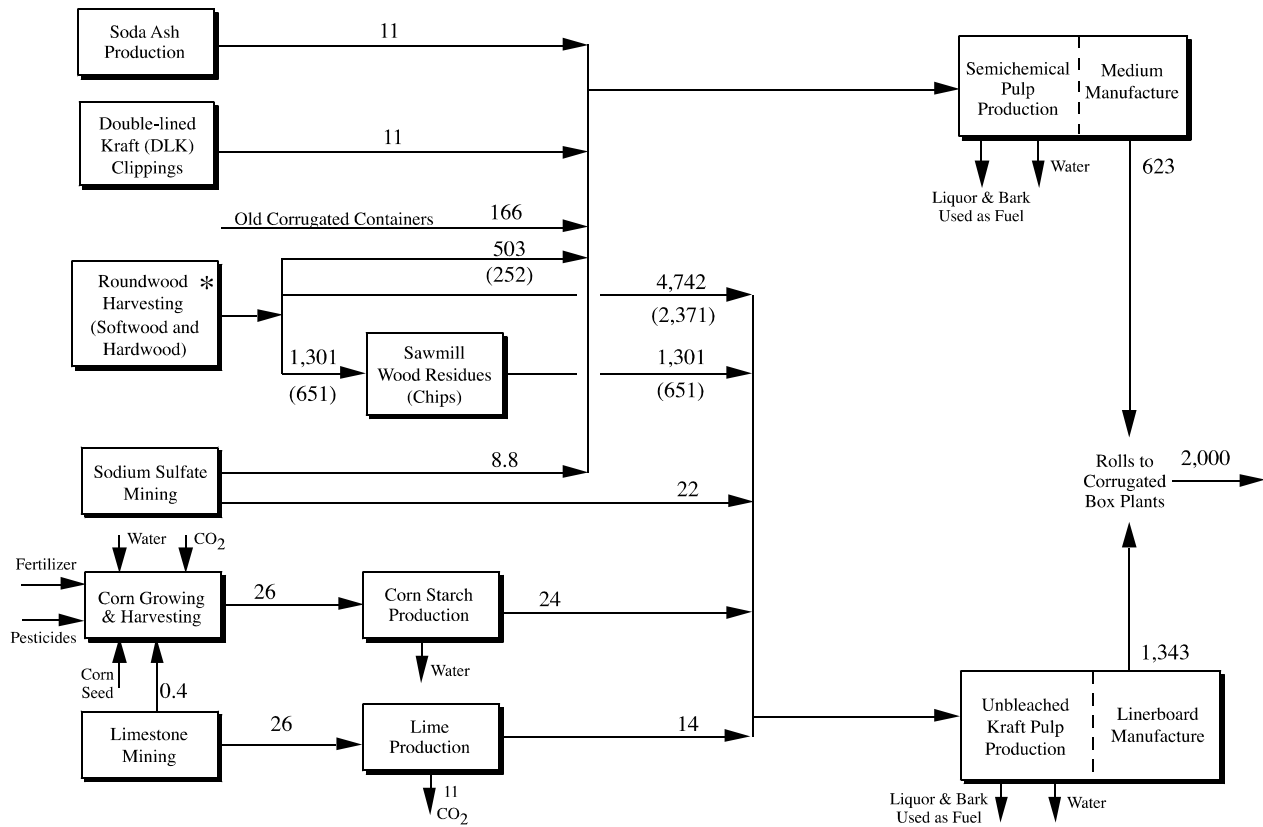 Soda Ash
Production
11
Double-lined
Kraft (DLK)
Clippings
11
Old Corrugated Containers
166
Roundwood *
Harvesting
(Softwood and
Hardwood)
503
(252)
4,742
(2,371)
1,301
(651)
Sawmill
Wood Residues
(Chips)
1,301
(651)
Sodium Sulfate
Mining
8.8
22
Water
CO2
Fertilizer
Pesticides
Corn Growing
& Harvesting
Corn
Seed
0.4
26
Corn Starch
Production
24
Water
Limestone
Mining
26
Lime
Production
14
11
CO2
Semichemical
Pulp
Production
Medium
Manufacture
Liquor & Bark
Used as Fuel
Water
623
Rolls to
Corrugated
Box Plants
2,000
1,343
Unbleached
Kraft Pulp
Production
Linerboard
Manufacture
Liquor & Bark
Used as Fuel
Water